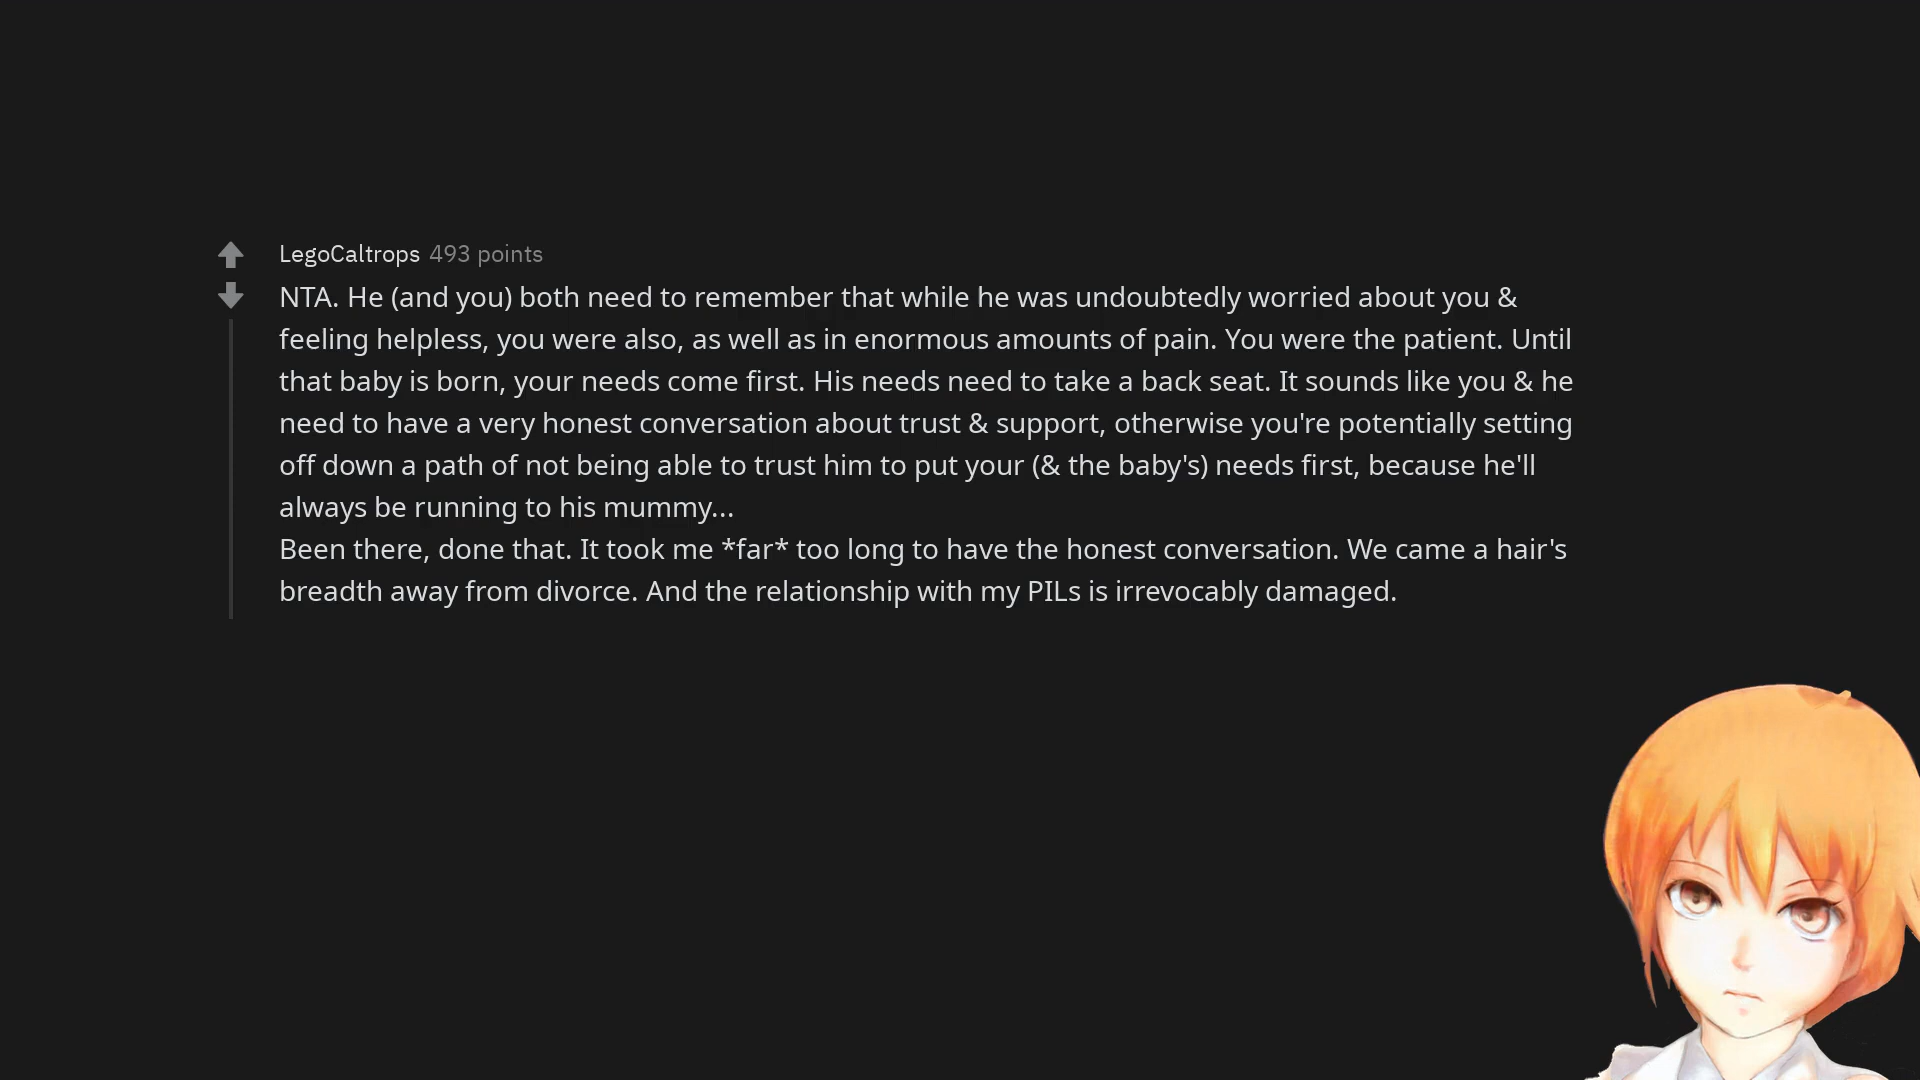 LegoCaltrops 493 points
NTA. He (and you) both need to remember that while he was undoubtedly worried about you &
feeling helpless, you were also, as well as in enormous amounts of pain. You were the patient. Until
that baby is born, your needs come first. His needs need to take a back seat. It sounds like you & he
need to have a very honest conversation about trust & support, otherwise you're potentially setting
off down a path of not being able to trust him to put your (& the baby's) needs first, because he'll
always be running to his mummy...
Been there, done that. It took me *far* too long to have the honest conversation. We came a hair's
breadth away from divorce. And the relationship with my PILs is irrevocably damaged.